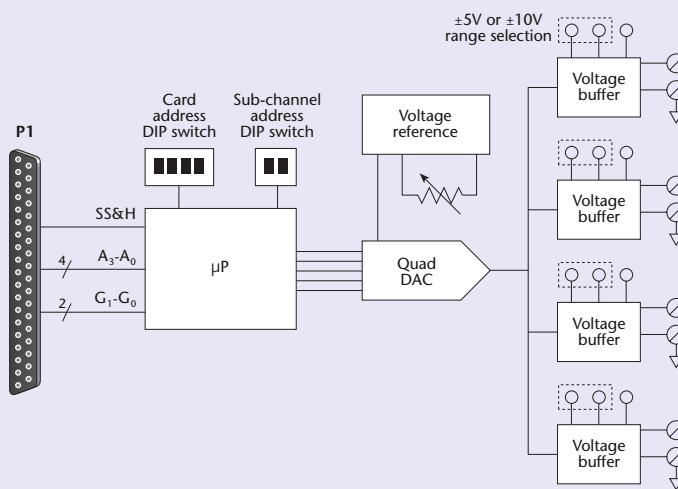 ±5V or ±10V
range selection
Card
address
DIP switch
Sub-channel
address
DIP switch
Voltage
reference
Voltage
buffer
P1
SS&H
4
A₃-A₀
2
G₁-G₀
µP
Quad
DAC
Voltage
buffer
Voltage
buffer
Voltage
buffer